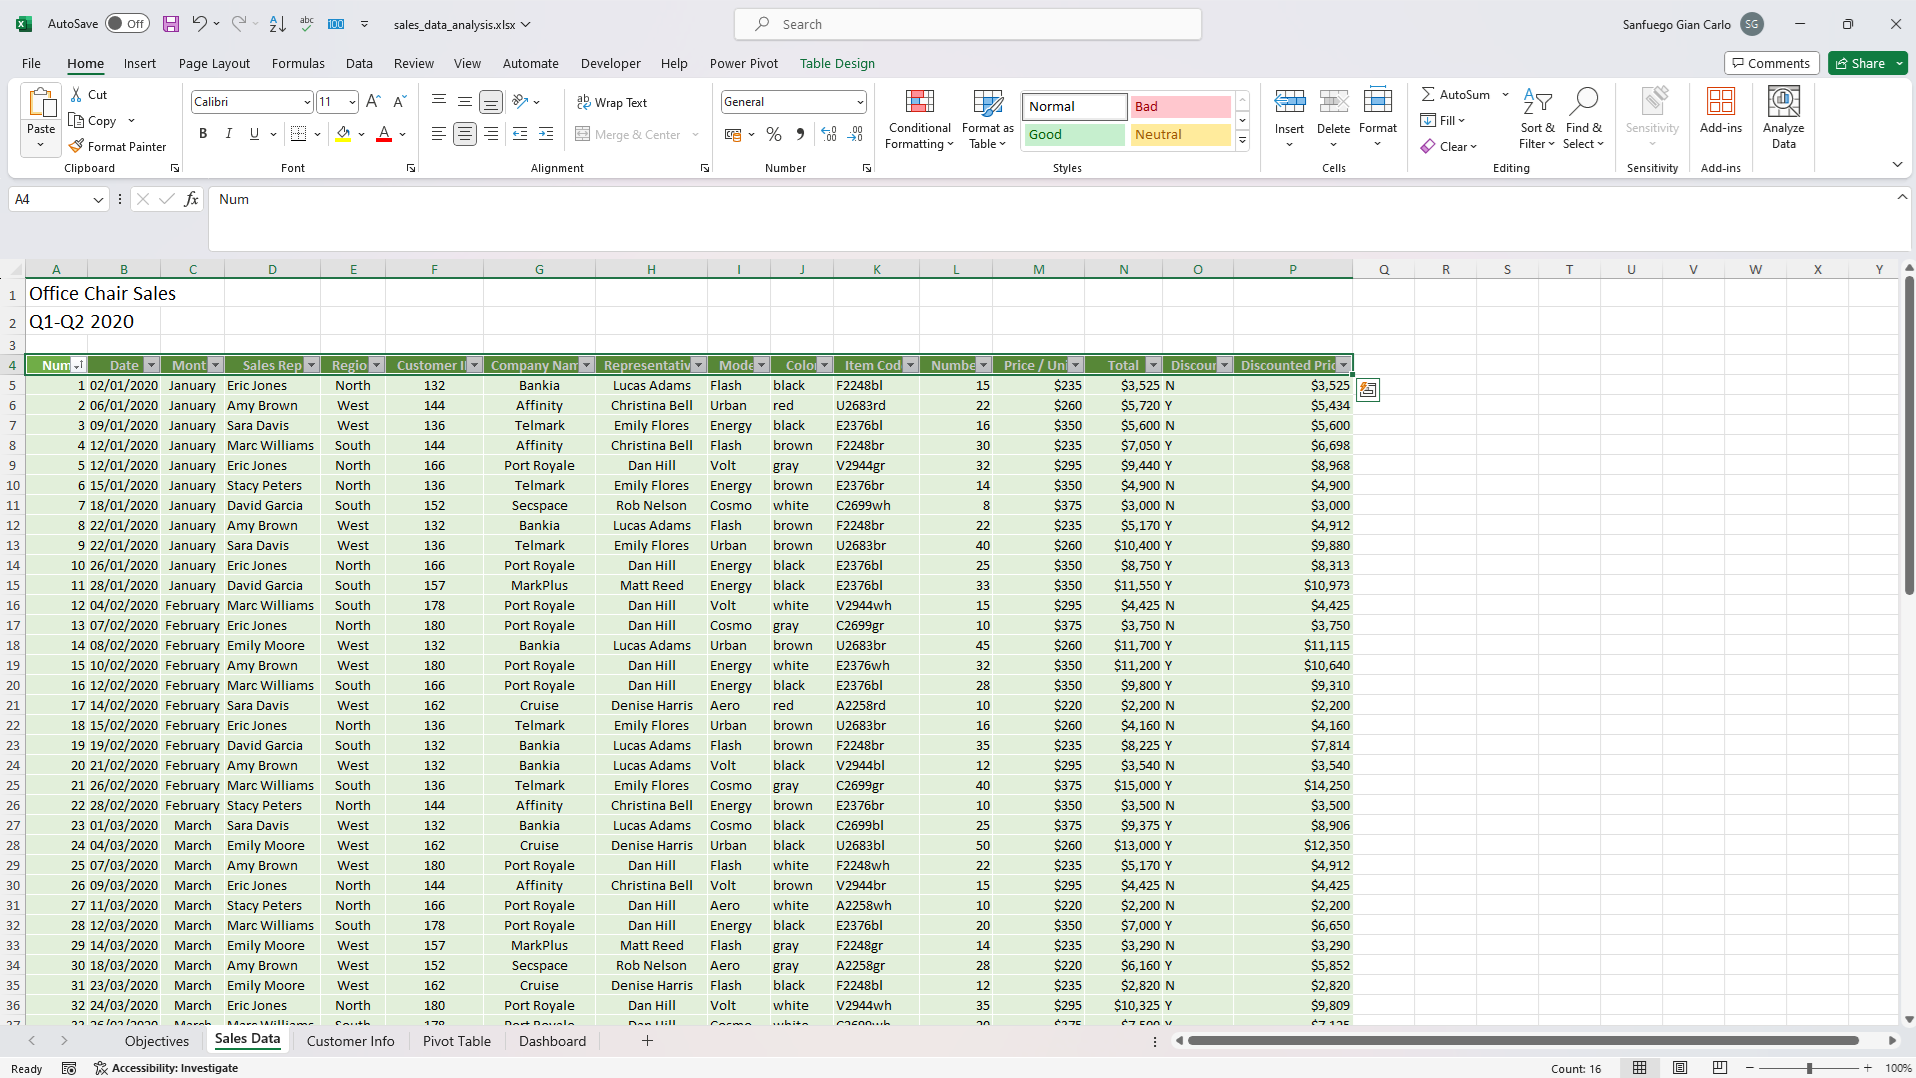 AutoSave Off sales_data_analysis.xlsx Search Sanfuego Gian Carlo SG
File Home Insert Page Layout Formulas Data Review View Automate Developer Help Power Pivot Table Design Comments Share
Paste Cut Copy Format Painter Clipboard
Calibri 11 B I U A Font
Wrap Text Merge & Center Alignment
General % Number
Conditional Formatting Format as Table Normal Bad Good Neutral Styles
Insert Delete Format Cells
AutoSum Fill Clear Sort & Filter Find & Select Editing
Sensitivity Sensitivity
Add-ins Add-ins
Analyze Data
A4 fx Num
A B C D E F G H I J K L M N O P Q R S T U V W X Y
1 Office Chair Sales
2 Q1-Q2 2020
3
4 Num Date Mont Sales Rep Regio Customer I Company Nam Representativ Mode Colo Item Cod Numbe Price / Uni Total Discour Discounted Pric
5 1 02/01/2020 January Eric Jones North 132 Bankia Lucas Adams Flash black F2248bl 15 $235 $3,525 N $3,525
6 2 06/01/2020 January Amy Brown West 144 Affinity Christina Bell Urban red U2683rd 22 $260 $5,720 Y $5,434
7 3 09/01/2020 January Sara Davis West 136 Telmark Emily Flores Energy black E2376bl 16 $350 $5,600 N $5,600
8 4 12/01/2020 January Marc Williams South 144 Affinity Christina Bell Flash brown F2248br 30 $235 $7,050 Y $6,698
9 5 12/01/2020 January Eric Jones North 166 Port Royale Dan Hill Volt gray V2944gr 32 $295 $9,440 Y $8,968
10 6 15/01/2020 January Stacy Peters North 136 Telmark Emily Flores Energy brown E2376br 14 $350 $4,900 N $4,900
11 7 18/01/2020 January David Garcia South 152 Secspace Rob Nelson Cosmo white C2699wh 8 $375 $3,000 N $3,000
12 8 22/01/2020 January Amy Brown West 132 Bankia Lucas Adams Flash brown F2248br 22 $235 $5,170 Y $4,912
13 9 22/01/2020 January Sara Davis West 136 Telmark Emily Flores Urban brown U2683br 40 $260 $10,400 Y $9,880
14 10 26/01/2020 January Eric Jones North 166 Port Royale Dan Hill Energy black E2376bl 25 $350 $8,750 Y $8,313
15 11 28/01/2020 January David Garcia South 157 MarkPlus Matt Reed Energy black E2376bl 33 $350 $11,550 Y $10,973
16 12 04/02/2020 February Marc Williams South 178 Port Royale Dan Hill Volt white V2944wh 15 $295 $4,425 N $4,425
17 13 07/02/2020 February Eric Jones North 180 Port Royale Dan Hill Cosmo gray C2699gr 10 $375 $3,750 N $3,750
18 14 08/02/2020 February Emily Moore West 132 Bankia Lucas Adams Urban brown U2683br 45 $260 $11,700 Y $11,115
19 15 10/02/2020 February Amy Brown West 180 Port Royale Dan Hill Energy white E2376wh 32 $350 $11,200 Y $10,640
20 16 12/02/2020 February Marc Williams South 166 Port Royale Dan Hill Energy black E2376bl 28 $350 $9,800 Y $9,310
21 17 14/02/2020 February Sara Davis West 162 Cruise Denise Harris Aero red A2258rd 10 $220 $2,200 N $2,200
22 18 15/02/2020 February Eric Jones North 136 Telmark Emily Flores Urban brown U2683br 16 $260 $4,160 N $4,160
23 19 19/02/2020 February David Garcia South 132 Bankia Lucas Adams Flash brown F2248br 35 $235 $8,225 Y $7,814
24 20 21/02/2020 February Amy Brown West 132 Bankia Lucas Adams Volt black V2944bl 12 $295 $3,540 N $3,540
25 21 26/02/2020 February Marc Williams South 136 Telmark Emily Flores Cosmo gray C2699gr 40 $375 $15,000 Y $14,250
26 22 28/02/2020 February Stacy Peters North 144 Affinity Christina Bell Energy brown E2376br 10 $350 $3,500 N $3,500
27 23 01/03/2020 March Sara Davis West 132 Bankia Lucas Adams Cosmo black C2699bl 25 $375 $9,375 Y $8,906
28 24 04/03/2020 March Emily Moore West 162 Cruise Denise Harris Urban black U2683bl 50 $260 $13,000 Y $12,350
29 25 07/03/2020 March Amy Brown West 180 Port Royale Dan Hill Flash white F2248wh 22 $235 $5,170 Y $4,912
30 26 09/03/2020 March Eric Jones North 144 Affinity Christina Bell Volt brown V2944br 15 $295 $4,425 N $4,425
31 27 11/03/2020 March Stacy Peters North 166 Port Royale Dan Hill Aero white A2258wh 10 $220 $2,200 N $2,200
32 28 12/03/2020 March Marc Williams South 178 Port Royale Dan Hill Energy black E2376bl 20 $350 $7,000 Y $6,650
33 29 14/03/2020 March Emily Moore West 157 MarkPlus Matt Reed Flash gray F2248gr 14 $235 $3,290 N $3,290
34 30 18/03/2020 March Amy Brown West 152 Secspace Rob Nelson Aero gray A2258gr 28 $220 $6,160 Y $5,852
35 31 23/03/2020 March Emily Moore West 162 Cruise Denise Harris Flash black F2248bl 12 $235 $2,820 N $2,820
36 32 24/03/2020 March Eric Jones North 180 Port Royale Dan Hill Volt white V2944wh 35 $295 $10,325 Y $9,809
Objectives Sales Data Customer Info Pivot Table Dashboard +
Ready Accessibility: Investigate Count: 16 100%